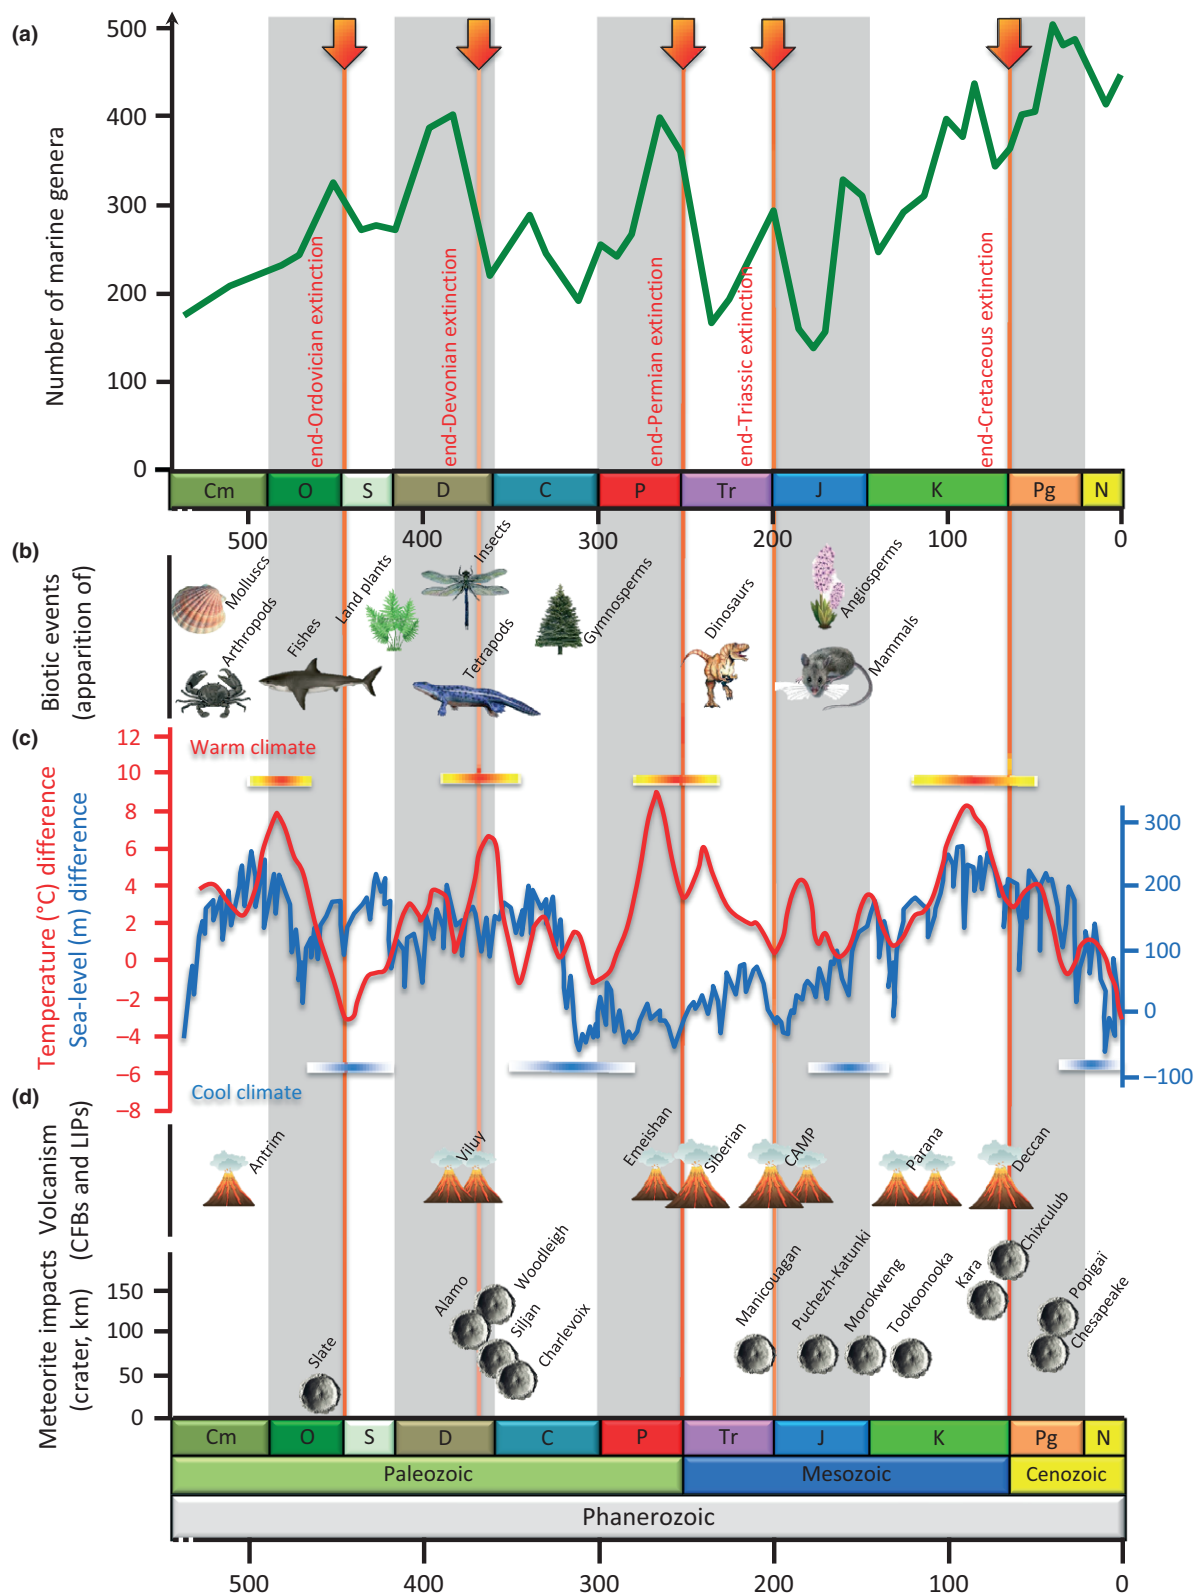 (a)
Number of marine genera
500
400
300
200
100
0
end-Ordovician extinction
end-Devonian extinction
end-Permian extinction
end-Triassic extinction
end-Cretaceous extinction
Cm O S D C P Tr J K Pg N
500 400 300 200 100 0
(b)
Biotic events
(apparition of)
Molluscs
Arthropods
Fishes
Land plants
Insects
Tetrapods
Gymnosperms
Dinosaurs
Angiosperms
Mammals
(c)
Temperature (°C) difference
Sea-level (m) difference
12
10
8
6
4
2
0
−2
−4
−6
−8
Warm climate
Cool climate
300
200
100
0
−100
(d)
Volcanism
(CFBs and LIPs)
Antrim
Viluy
Emeishan
Siberian
CAMP
Parana
Deccan
Meteorite impacts
(crater, km)
150
100
50
0
Slate
Alamo
Woodleigh
Siljan
Charlevoix
Manicouagan
Puchezh-Katunki
Morokweng
Tookoonooka
Kara
Chixculub
Popigaï
Chesapeake
Cm O S D C P Tr J K Pg N
Paleozoic Mesozoic Cenozoic
Phanerozoic
500 400 300 200 100 0